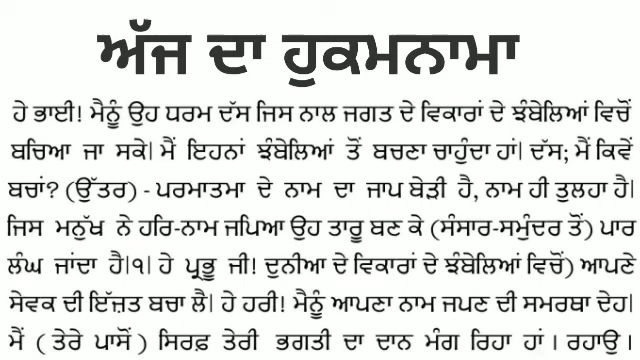 ਅੱਜ ਦਾ ਹੁਕਮਨਾਮਾ
ਹੇ ਭਾਈ! ਮੈਨੂੰ ਉਹ ਧਰਮ ਦੱਸ ਜਿਸ ਨਾਲ ਜਗਤ ਦੇ ਵਿਕਾਰਾਂ ਦੇ ਝੰਬੇਲਿਆਂ ਵਿਚੋਂ
ਬਚਿਆ ਜਾ ਸਕੇ। ਮੈਂ ਇਹਨਾਂ ਝੰਬੇਲਿਆਂ ਤੋਂ ਬਚਣਾ ਚਾਹੁੰਦਾ ਹਾਂ। ਦੱਸ; ਮੈਂ ਕਿਵੇਂ
ਬਚਾਂ? (ਉੱਤਰ) - ਪਰਮਾਤਮਾ ਦੇ ਨਾਮ ਦਾ ਜਾਪ ਬੇੜੀ ਹੈ, ਨਾਮ ਹੀ ਤੁਲਹਾ ਹੈ।
ਜਿਸ ਮਨੁੱਖ ਨੇ ਹਰਿ-ਨਾਮ ਜਪਿਆ ਉਹ ਤਾਰੂ ਬਣ ਕੇ (ਸੰਸਾਰ-ਸਮੁੰਦਰ ਤੋਂ) ਪਾਰ
ਲੰਘ ਜਾਂਦਾ ਹੈ।੧। ਹੇ ਪ੍ਰਭੂ ਜੀ! ਦੁਨੀਆ ਦੇ ਵਿਕਾਰਾਂ ਦੇ ਝੰਬੇਲਿਆਂ ਵਿਚੋਂ) ਆਪਣੇ
ਸੇਵਕ ਦੀ ਇੱਜ਼ਤ ਬਚਾ ਲੈ। ਹੇ ਹਰੀ! ਮੈਨੂੰ ਆਪਣਾ ਨਾਮ ਜਪਣ ਦੀ ਸਮਰਥਾ ਦੇਹ।
ਮੈਂ ( ਤੇਰੇ ਪਾਸੋਂ ) ਸਿਰਫ਼ ਤੇਰੀ ਭਗਤੀ ਦਾ ਦਾਨ ਮੰਗ ਰਿਹਾ ਹਾਂ । ਰਹਾਉ ।